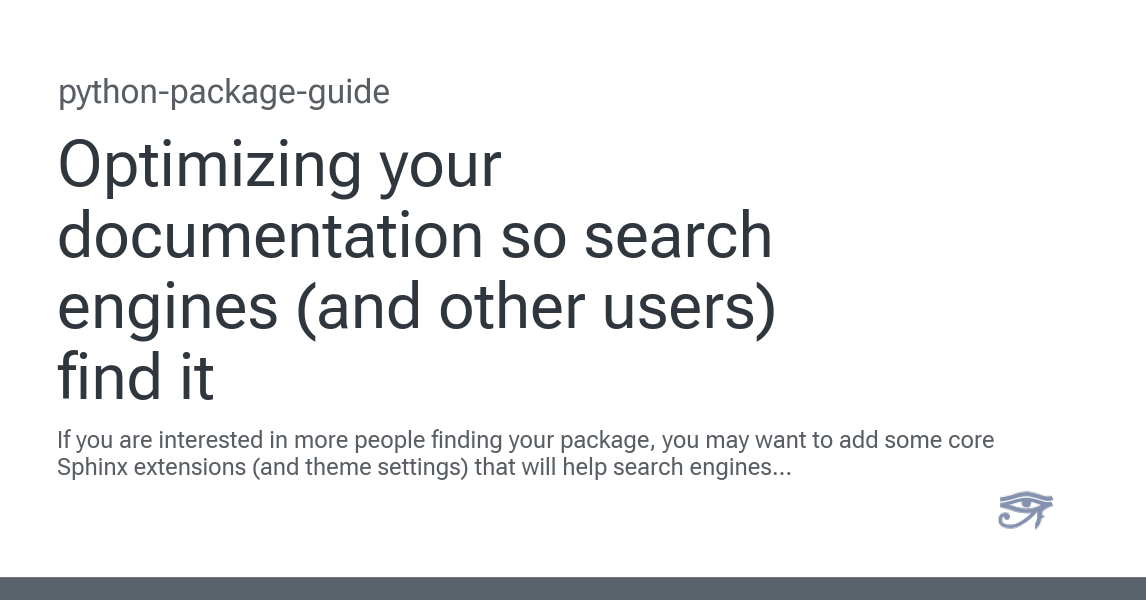 python-package-guide
Optimizing your
documentation so search
engines (and other users)
find it
If you are interested in more people finding your package, you may want to add some core
Sphinx extensions (and theme settings) that will help search engines...